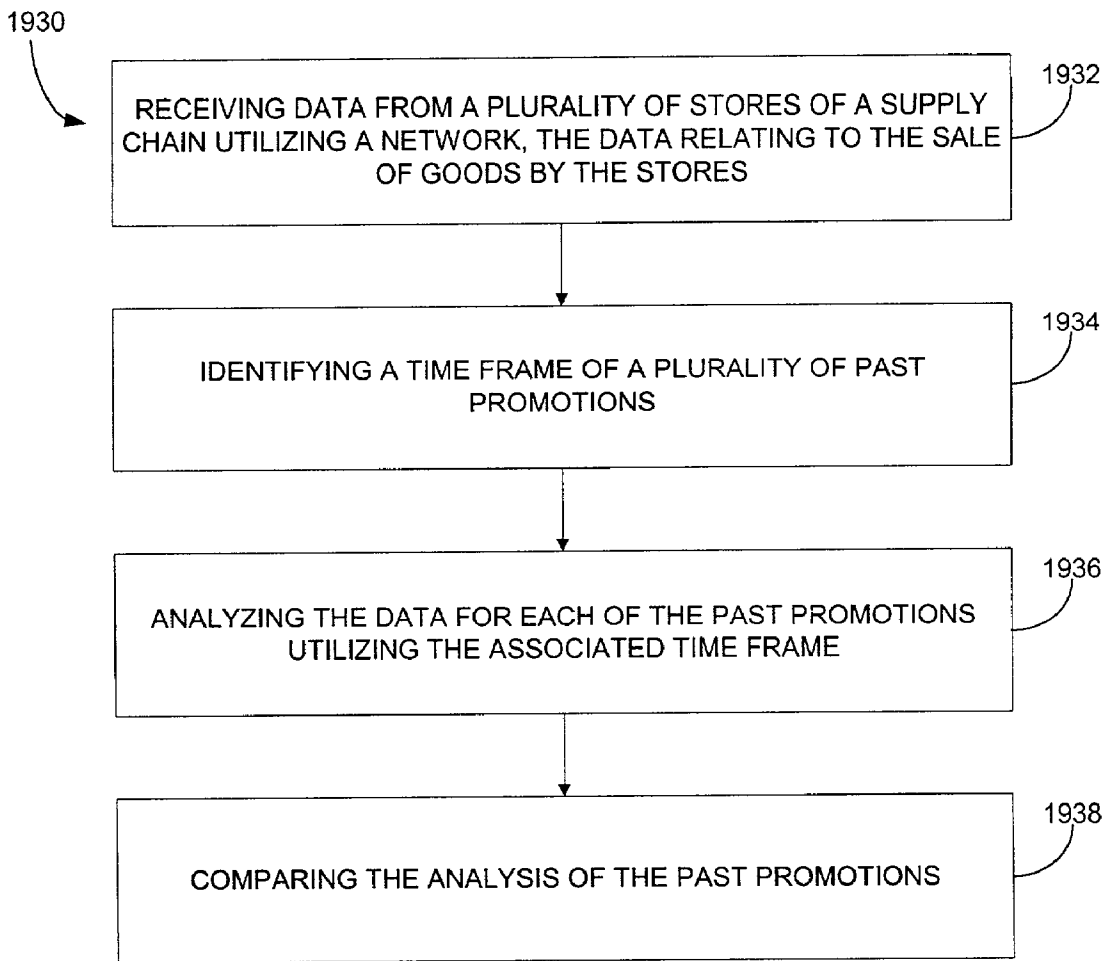 1930
1932
RECEIVING DATA FROM A PLURALITY OF STORES OF A SUPPLY
CHAIN UTILIZING A NETWORK, THE DATA RELATING TO THE SALE
OF GOODS BY THE STORES
1934
IDENTIFYING A TIME FRAME OF A PLURALITY OF PAST
PROMOTIONS
1936
ANALYZING THE DATA FOR EACH OF THE PAST PROMOTIONS
UTILIZING THE ASSOCIATED TIME FRAME
1938
COMPARING THE ANALYSIS OF THE PAST PROMOTIONS